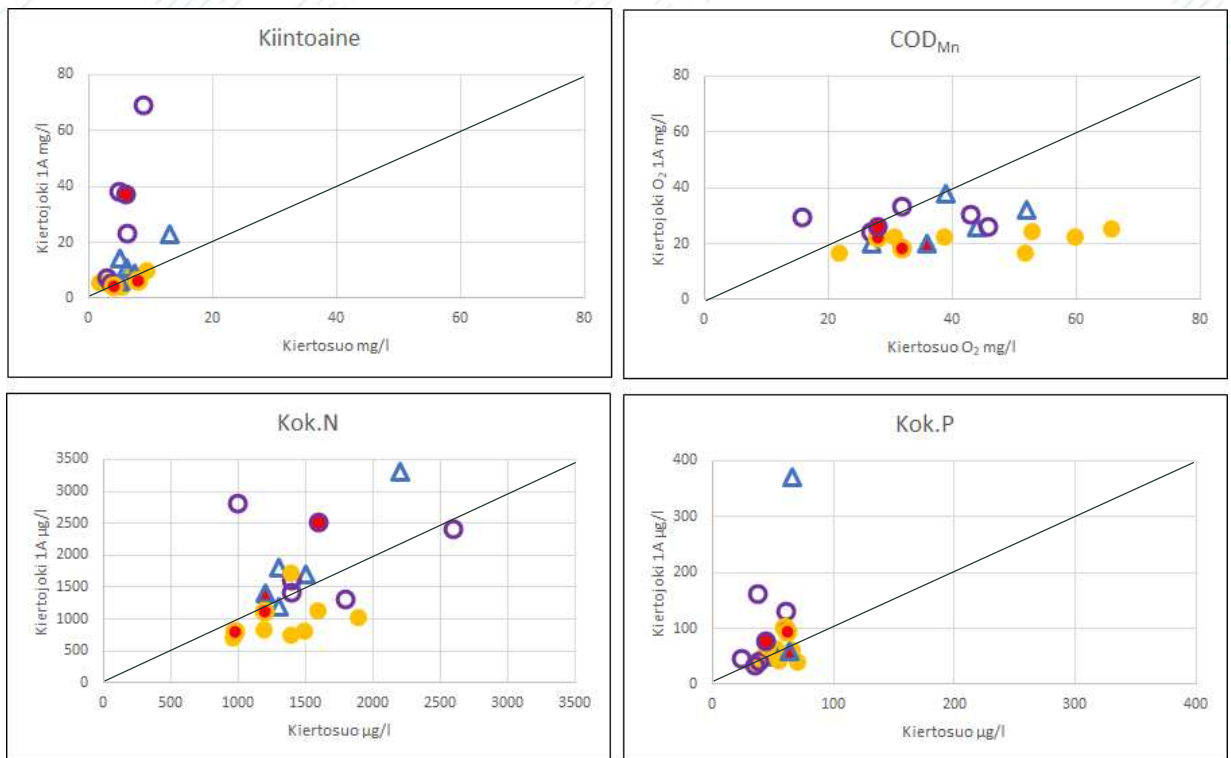 Kiintoaine
80
60
40
20
0
0 20 40 60 80
Kiertojoki 1A mg/l
Kiertosuo mg/l
COD_Mn
80
60
40
20
0
0 20 40 60 80
Kiertojoki O₂ 1A mg/l
Kiertosuo O₂ mg/l
Kok.N
3500
3000
2500
2000
1500
1000
500
0
0 500 1000 1500 2000 2500 3000 3500
Kiertojoki 1A µg/l
Kiertosuo µg/l
Kok.P
400
300
200
100
0
0 100 200 300 400
Kiertojoki 1A µg/l
Kiertosuo µg/l